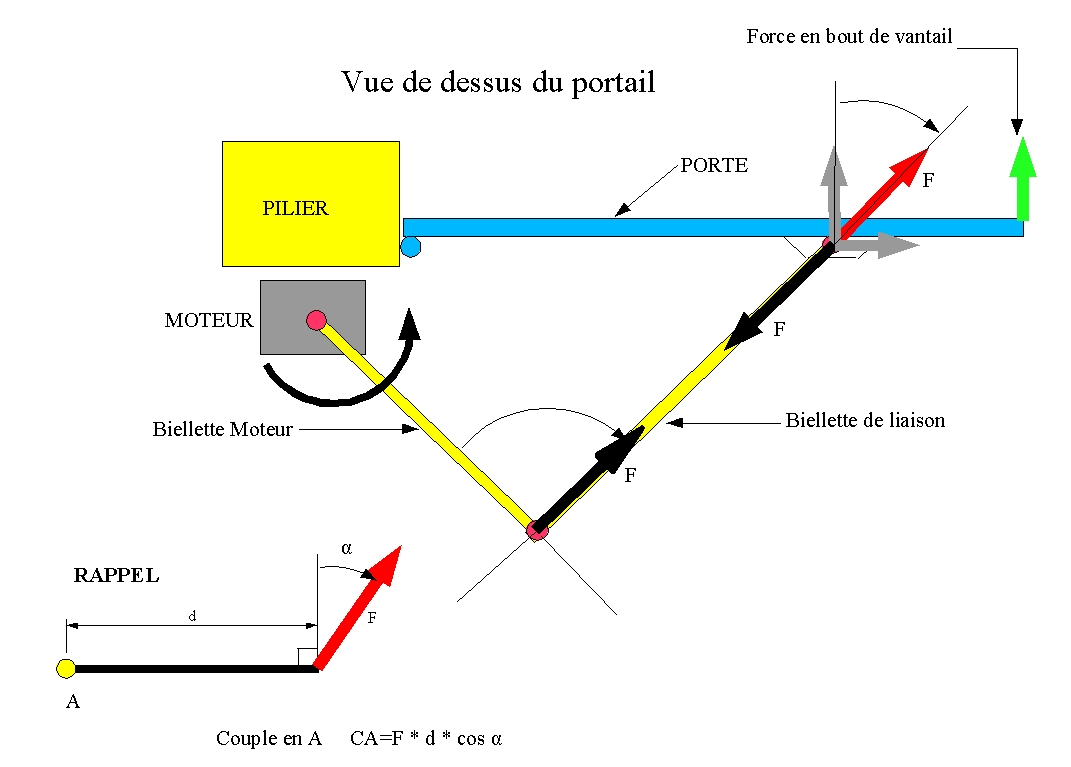 Force en bout de vantail
Vue de dessus du portail
PORTE
F
PILIER
MOTEUR
F
Biellette Moteur
Biellette de liaison
F
RAPPEL
α
d
F
A
Couple en A CA=F * d * cos α